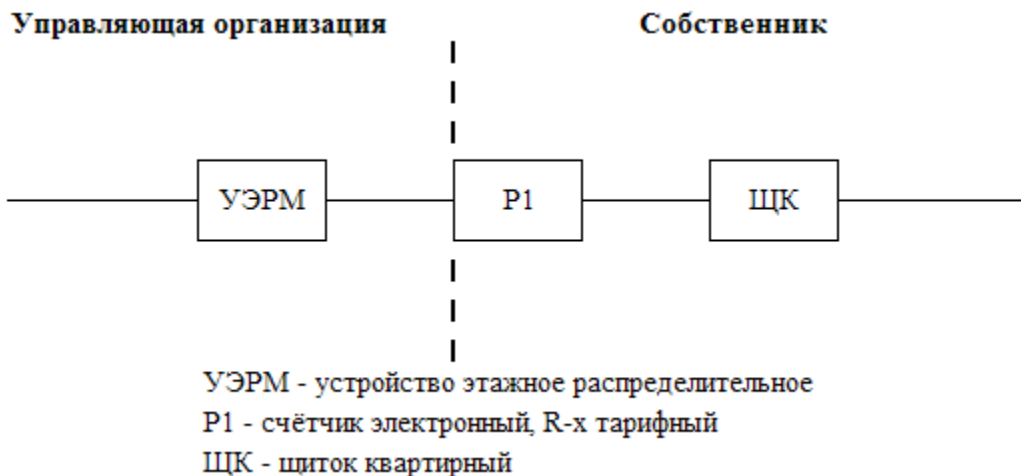 Управляющая организация
Собственник
УЭРМ
Р1
ЩК
УЭРМ - устройство этажное распределительное
Р1 - счётчик электронный, R-х тарифный
ЩК - щиток квартирный